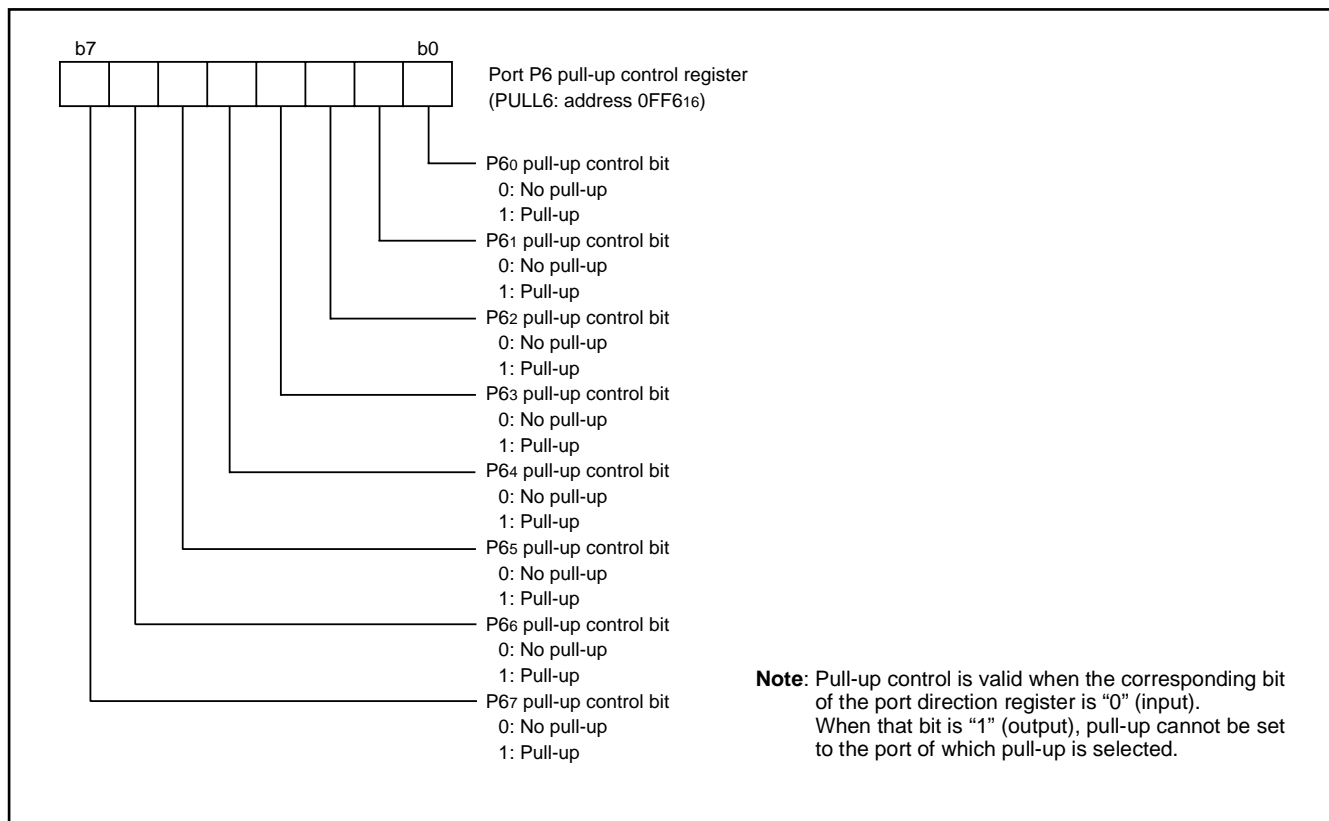 b7 b0
Port P6 pull-up control register
(PULL6: address 0FF616)
P60 pull-up control bit
0: No pull-up
1: Pull-up
P61 pull-up control bit
0: No pull-up
1: Pull-up
P62 pull-up control bit
0: No pull-up
1: Pull-up
P63 pull-up control bit
0: No pull-up
1: Pull-up
P64 pull-up control bit
0: No pull-up
1: Pull-up
P65 pull-up control bit
0: No pull-up
1: Pull-up
P66 pull-up control bit
0: No pull-up
1: Pull-up
P67 pull-up control bit
0: No pull-up
1: Pull-up
Note: Pull-up control is valid when the corresponding bit
of the port direction register is “0” (input).
When that bit is “1” (output), pull-up cannot be set
to the port of which pull-up is selected.